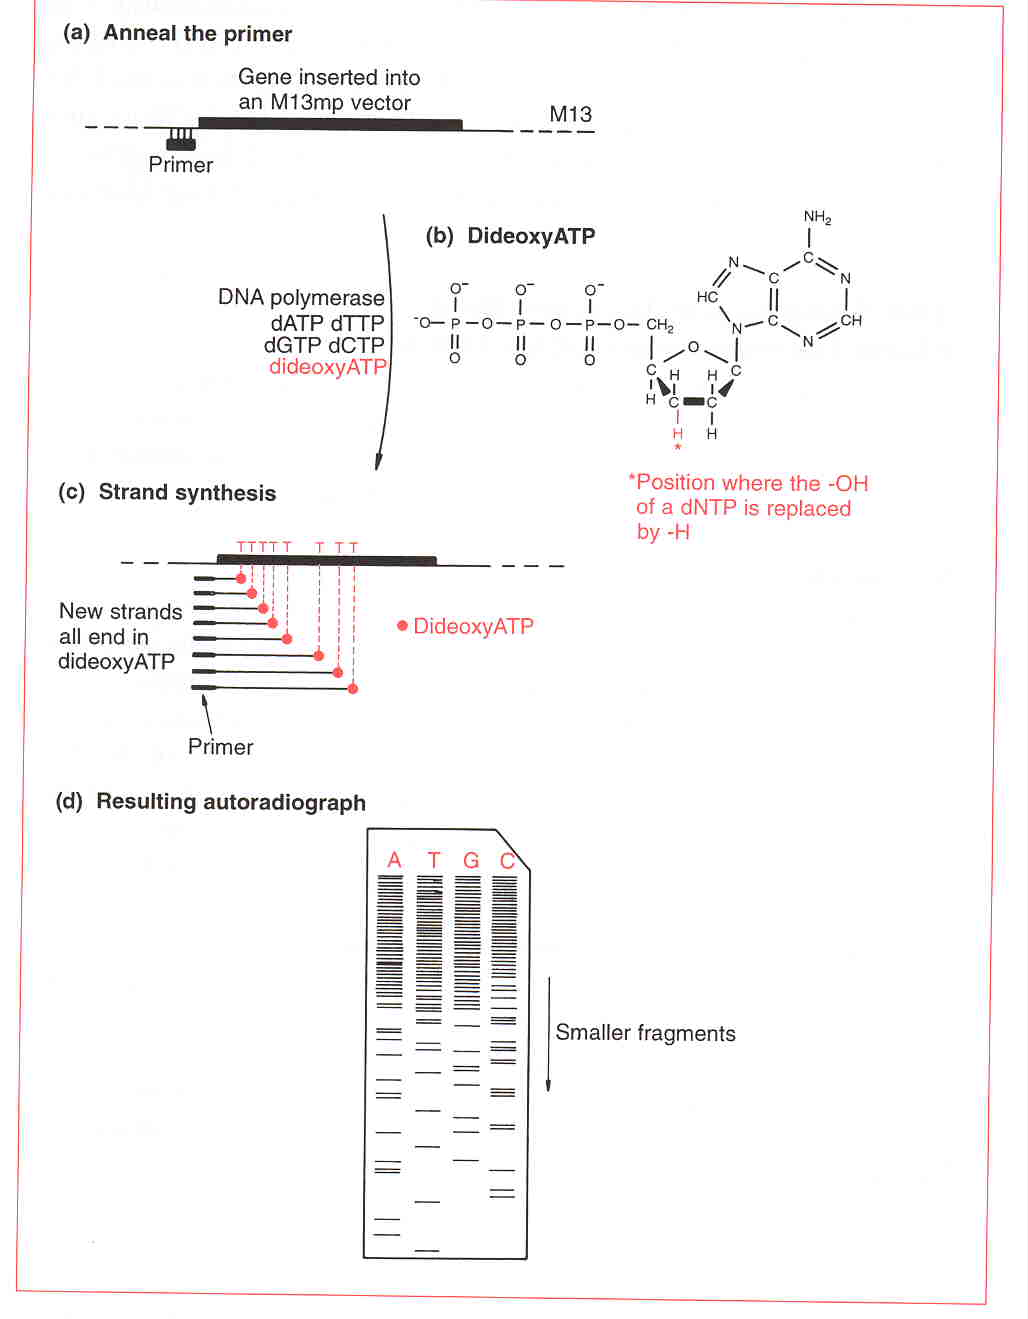 (a) Anneal the primer
Gene inserted into
an M13mp vector
M13
Primer
(b) DideoxyATP
DNA polymerase
dATP dTTP
dGTP dCTP
dideoxyATP
NH₂
N C C N
HC CH
N C N
O⁻ O⁻ O⁻
⁻O—P—O—P—O—P—O—CH₂
O O O
O
C H H C
H C C
H H
*
*Position where the -OH
of a dNTP is replaced
by -H
(c) Strand synthesis
T T T T T T T T
New strands
all end in
dideoxyATP
DideoxyATP
Primer
(d) Resulting autoradiograph
A T G C
Smaller fragments